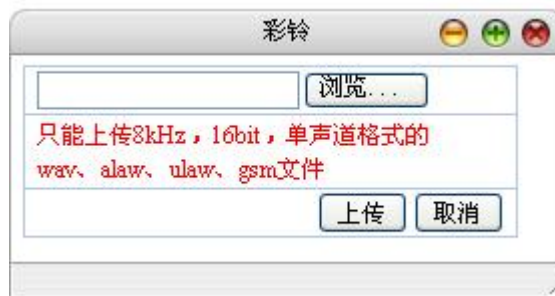 彩铃
浏览...
只能上传8kHz，16bit，单声道格式的
wav、alaw、ulaw、gsm文件
上传 取消